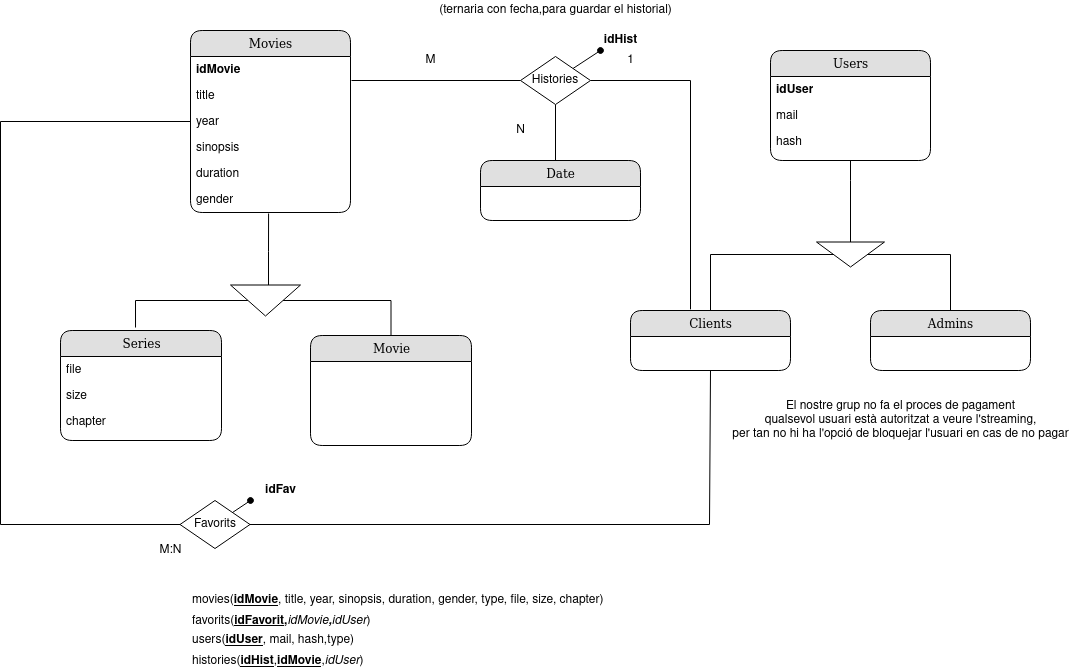 (ternaria con fecha,para guardar el historial)
Movies
idMovie
title
year
sinopsis
duration
gender
M
Histories
idHist
1
N
Date
Users
idUser
mail
hash
Series
file
size
chapter
Movie
Clients
Admins
El nostre grup no fa el proces de pagament
qualsevol usuari està autoritzat a veure l'streaming,
per tan no hi ha l'opció de bloquejar l'usuari en cas de no pagar
idFav
Favorits
M:N
movies(idMovie, title, year, sinopsis, duration, gender, type, file, size, chapter)
favorits(idFavorit,idMovie,idUser)
users(idUser, mail, hash,type)
histories(idHist,idMovie,idUser)